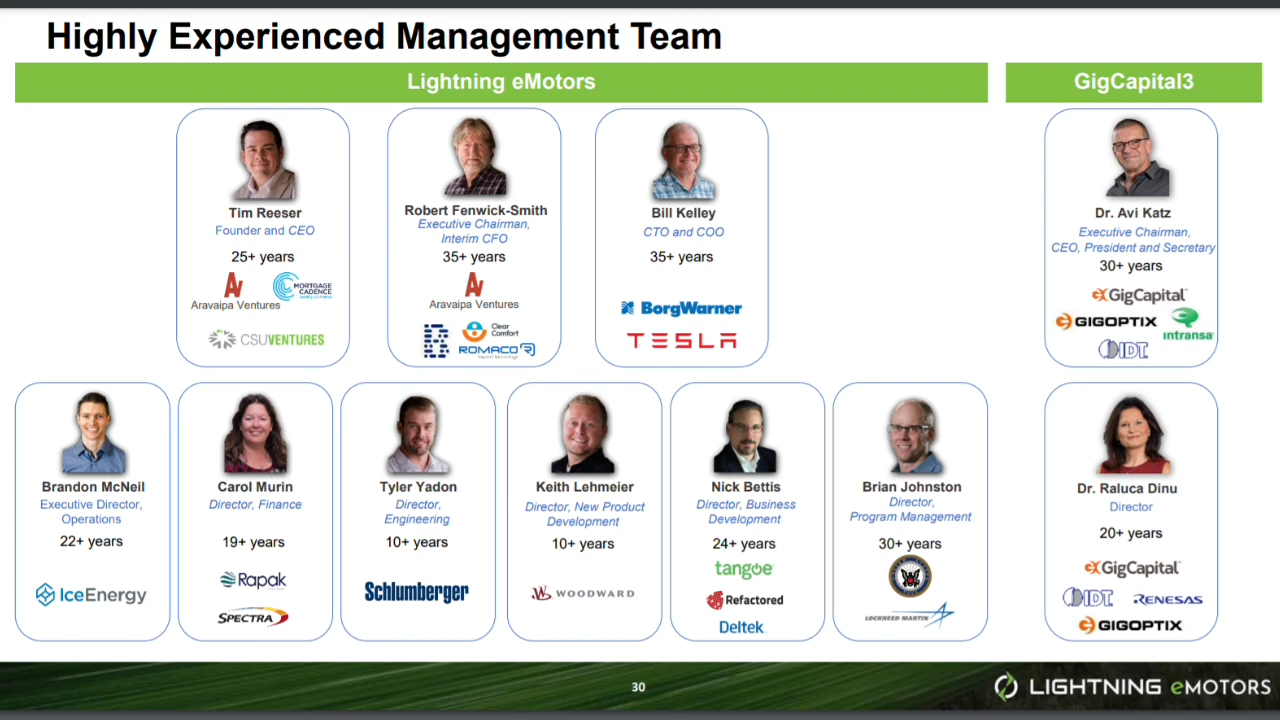 Highly Experienced Management Team
Lightning eMotors
GigCapital3
Tim Reeser
Founder and CEO
25+ years
Aravaipa Ventures
MORTGAGE
CADENCE
CSUVENTURES
Robert Fenwick-Smith
Executive Chairman,
Interim CFO
35+ years
Aravaipa Ventures
Clear
Comfort
ROMACO
Bill Kelley
CTO and COO
35+ years
BorgWarner
TESLA
Dr. Avi Katz
Executive Chairman,
CEO, President and Secretary
30+ years
GigCapital
GIGOPTIX
intransa
IDT
Brandon McNeil
Executive Director,
Operations
22+ years
IceEnergy
Carol Murin
Director, Finance
19+ years
Rapak
SPECTRA
Tyler Yadon
Director,
Engineering
10+ years
Schlumberger
Keith Lehmeier
Director, New Product
Development
10+ years
WOODWARD
Nick Bettis
Director, Business
Development
24+ years
tangoe
Refactored
Deltek
Brian Johnston
Director,
Program Management
30+ years
LOCKHEED MARTIN
Dr. Raluca Dinu
Director
20+ years
GigCapital
IDT
RENESAS
GIGOPTIX
30
LIGHTNING eMOTORS